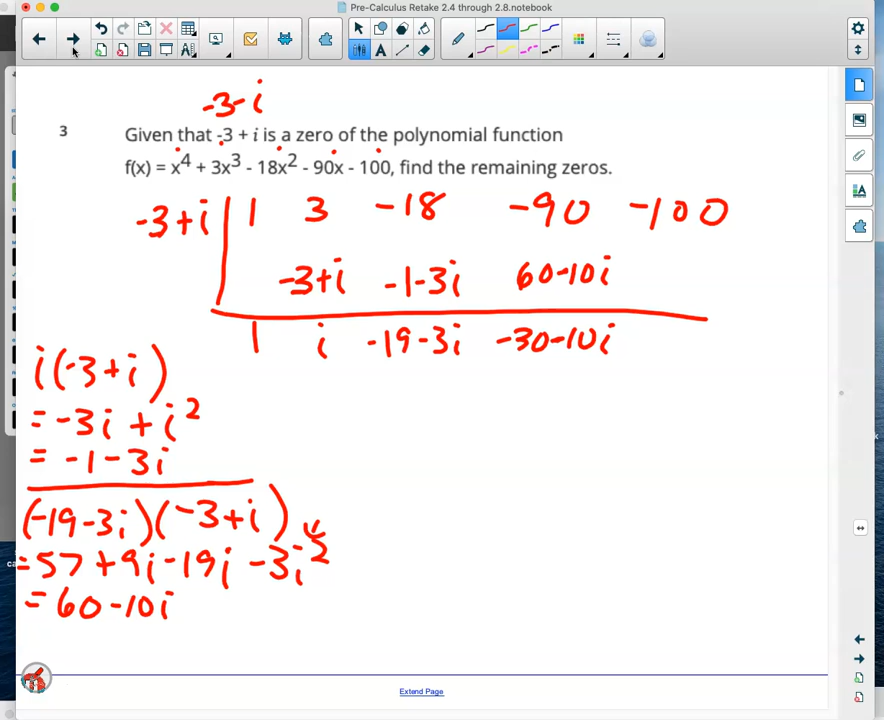 Pre-Calculus Retake 2.4 through 2.8.notebook
-3-i
3
Given that -3 + i is a zero of the polynomial function
f(x) = x⁴ + 3x³ - 18x² - 90x - 100, find the remaining zeros.
-3+i 1 3 -18 -90 -100
-3+i -1-3i 60-10i
1 i -19-3i -30-10i
i(-3+i)
= -3i + i²
= -1-3i
(-19-3i)(-3+i)
=57+9i-19i-3i²
= 60-10i
Extend Page